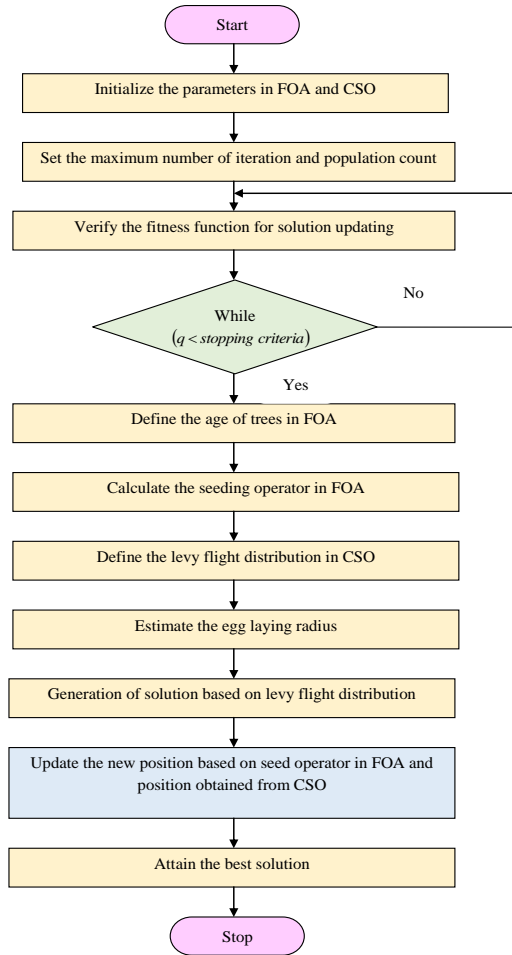 Start
Initialize the parameters in FOA and CSO
Set the maximum number of iteration and population count
Verify the fitness function for solution updating
No
While
(q < stopping criteria)
Yes
Define the age of trees in FOA
Calculate the seeding operator in FOA
Define the levy flight distribution in CSO
Estimate the egg laying radius
Generation of solution based on levy flight distribution
Update the new position based on seed operator in FOA and
position obtained from CSO
Attain the best solution
Stop